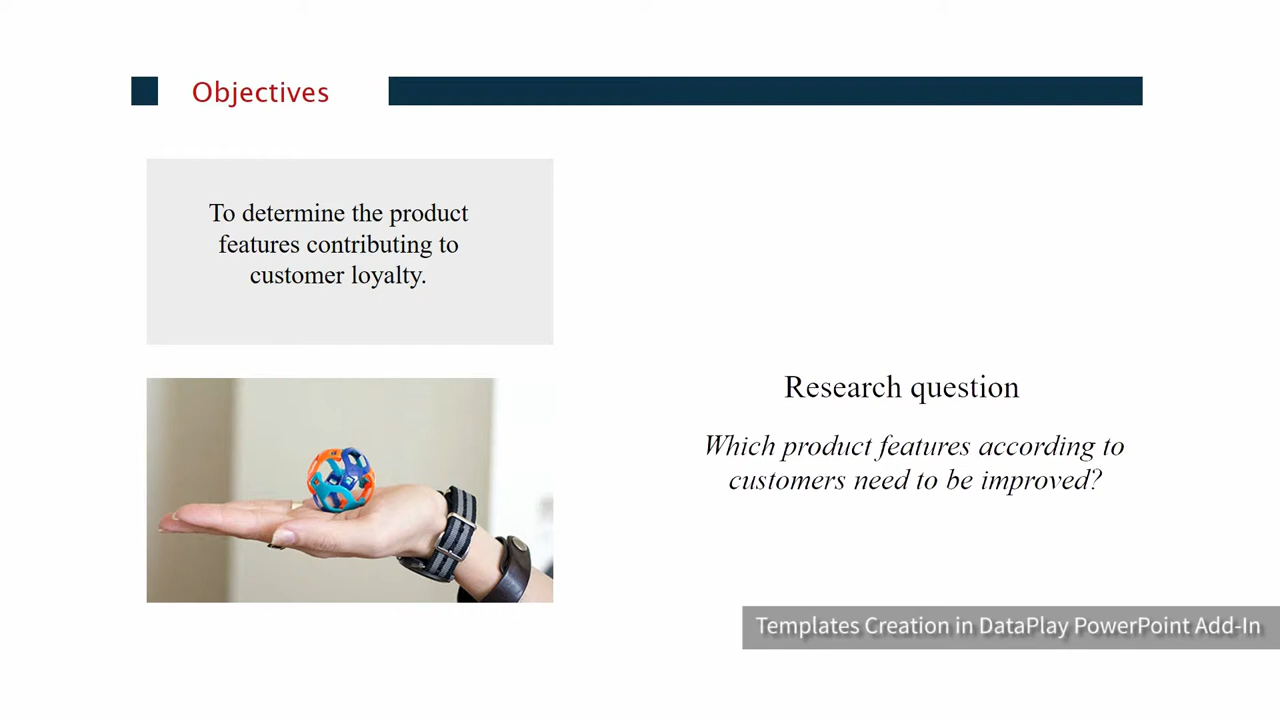 Objectives
To determine the product
features contributing to
customer loyalty.
Research question
Which product features according to
customers need to be improved?
Templates Creation in DataPlay PowerPoint Add-In